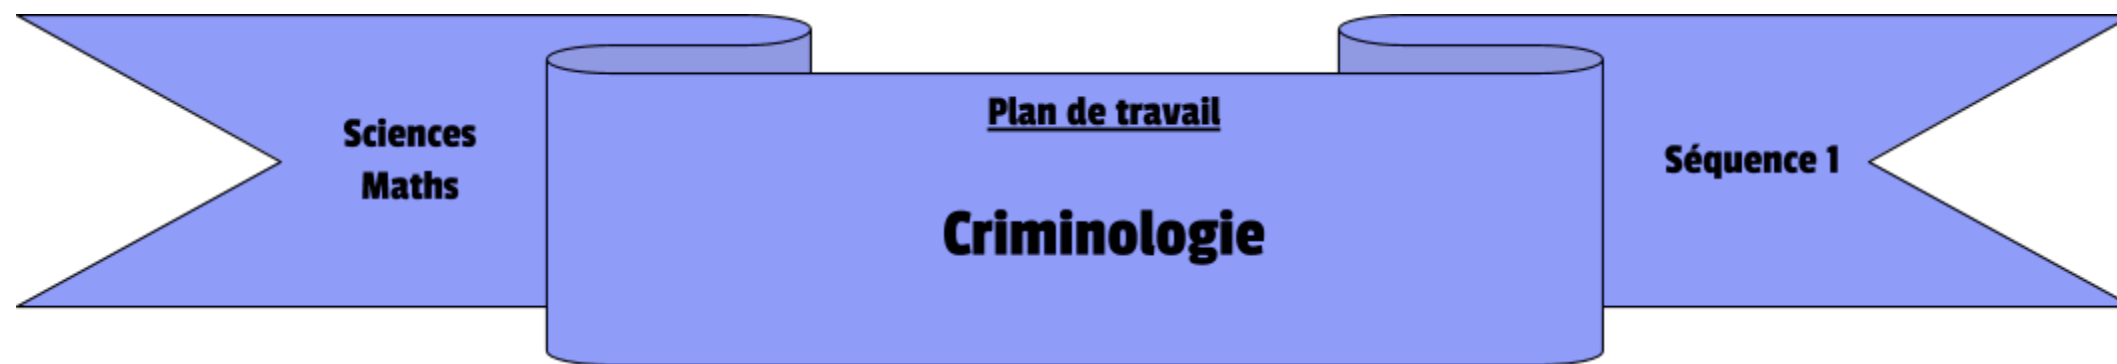 Sciences
Maths
Plan de travail
Criminologie
Séquence 1